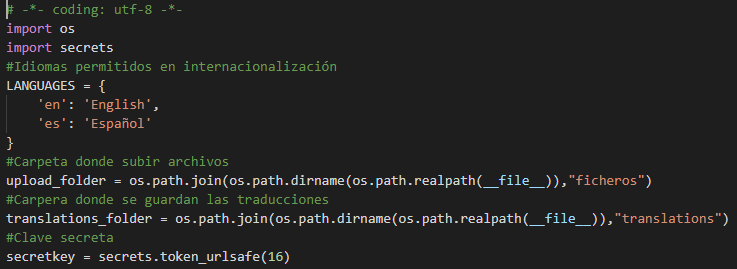 # -*- coding: utf-8 -*-
import os
import secrets
#Idiomas permitidos en internacionalización
LANGUAGES = {
    'en': 'English',
    'es': 'Español'
}
#Carpeta donde subir archivos
upload_folder = os.path.join(os.path.dirname(os.path.realpath(__file__)),"ficheros")
#Carpera donde se guardan las traducciones
translations_folder = os.path.join(os.path.dirname(os.path.realpath(__file__)),"translations")
#Clave secreta
secretkey = secrets.token_urlsafe(16)